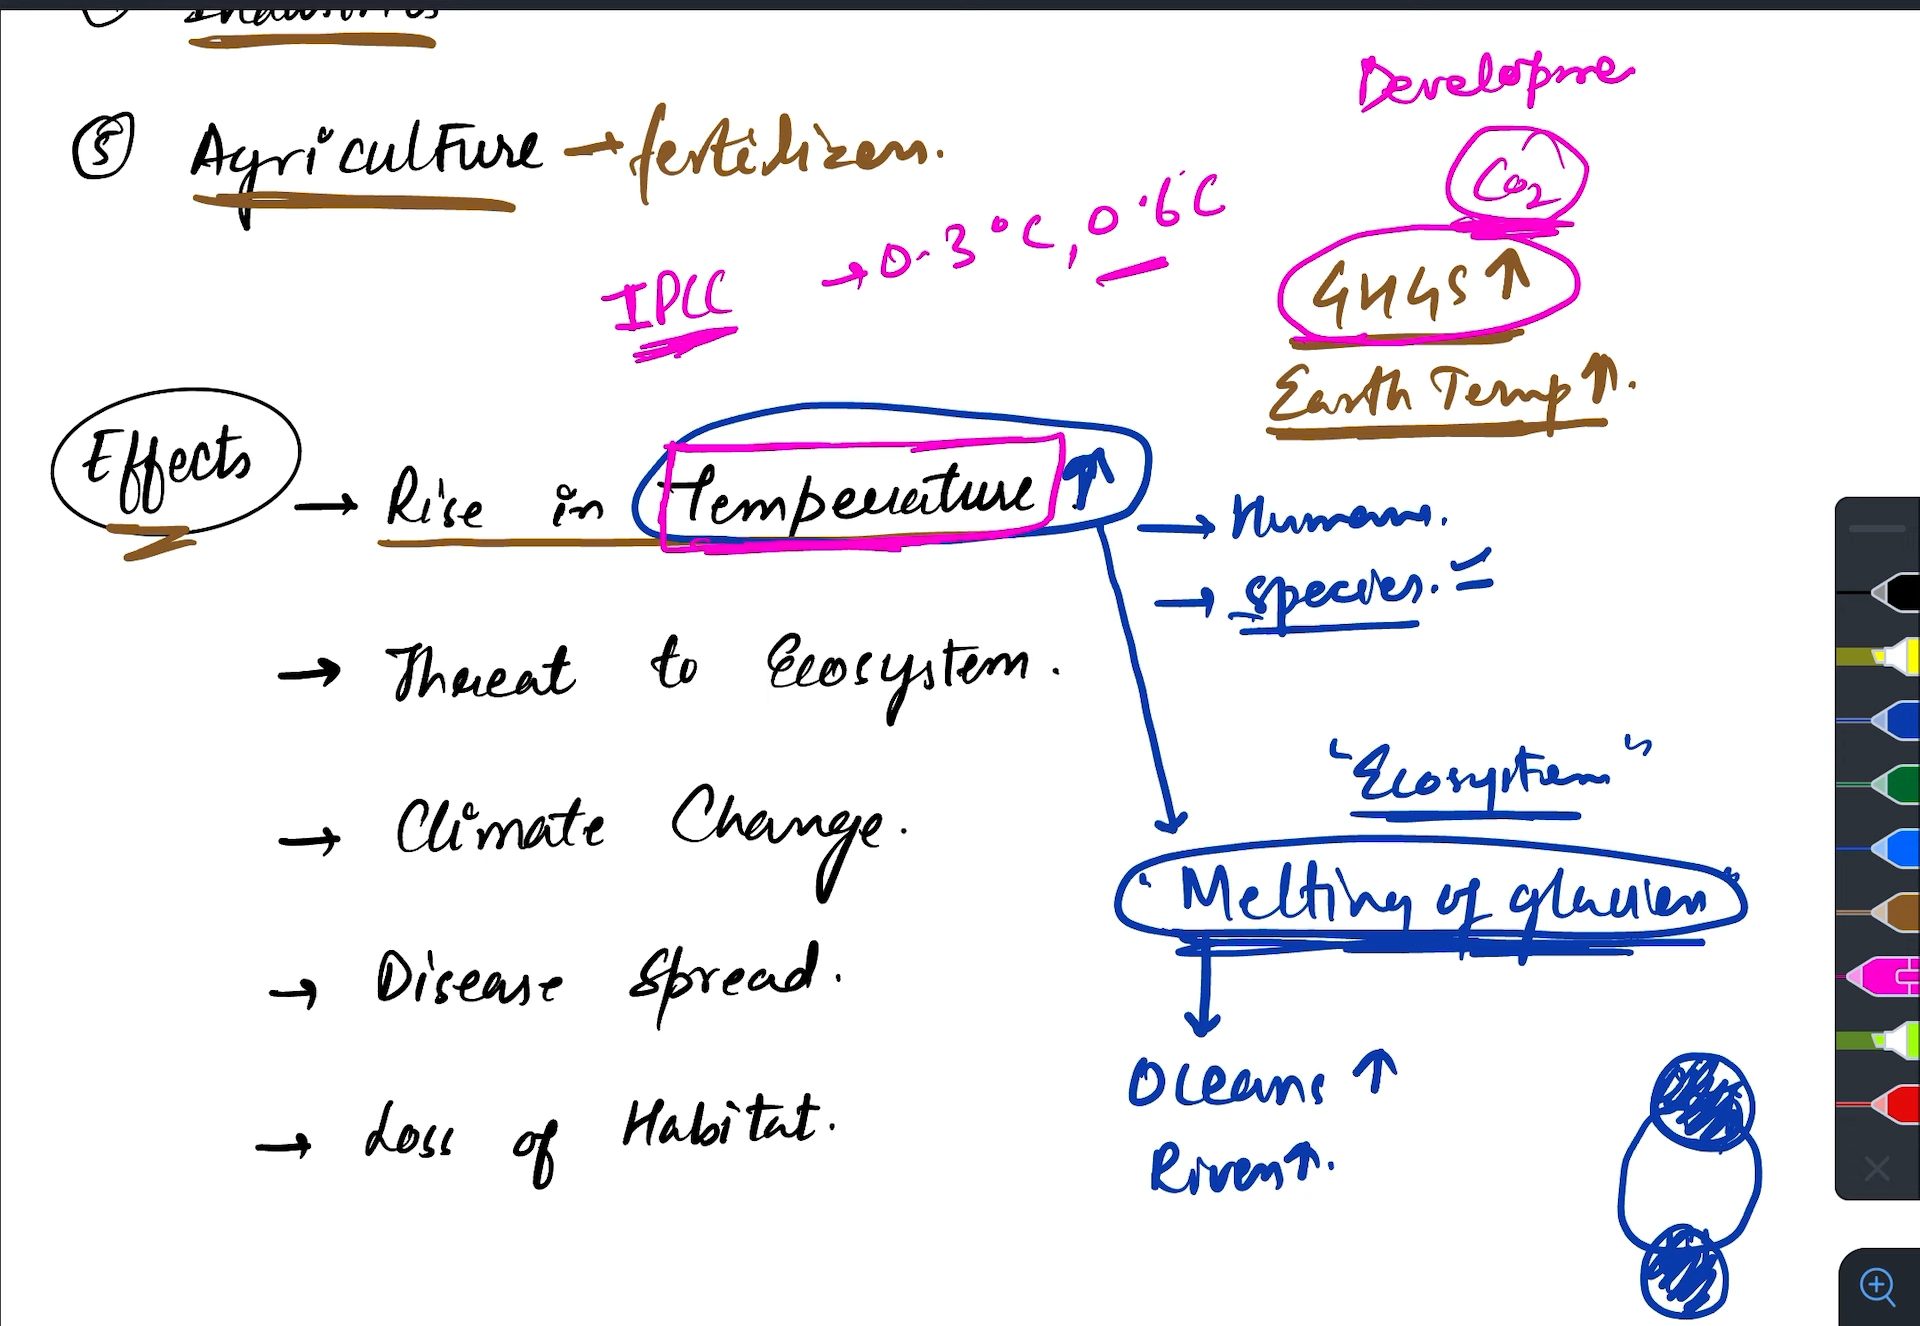 Industries
⑤ Agriculture → fertilizers.
Developme
CO2
IPCC → 0.3°C, 0.6°C
GHGS ↑
Earth Temp ↑.
Effects → Rise in Temperature ↑
→ Humans.
→ species.
→ Threat to Ecosystem.
"Ecosystem"
→ Climate Change.
"Melting of glaciers"
→ Disease Spread.
Oceans ↑
→ Loss of Habitat.
Rivers ↑.